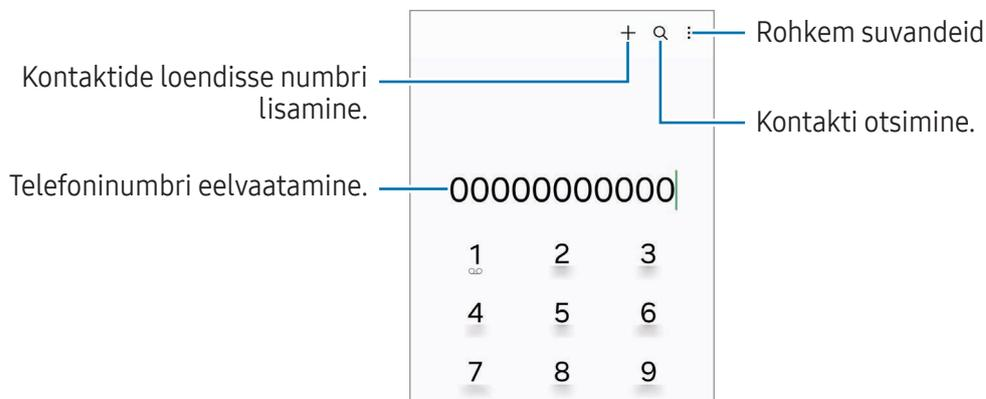 Rohkem suvandeid
Kontaktide loendisse numbri
lisamine.
Kontakti otsimine.
Telefoninumbri eelvaatamine.
00000000000
1 2 3
4 5 6
7 8 9